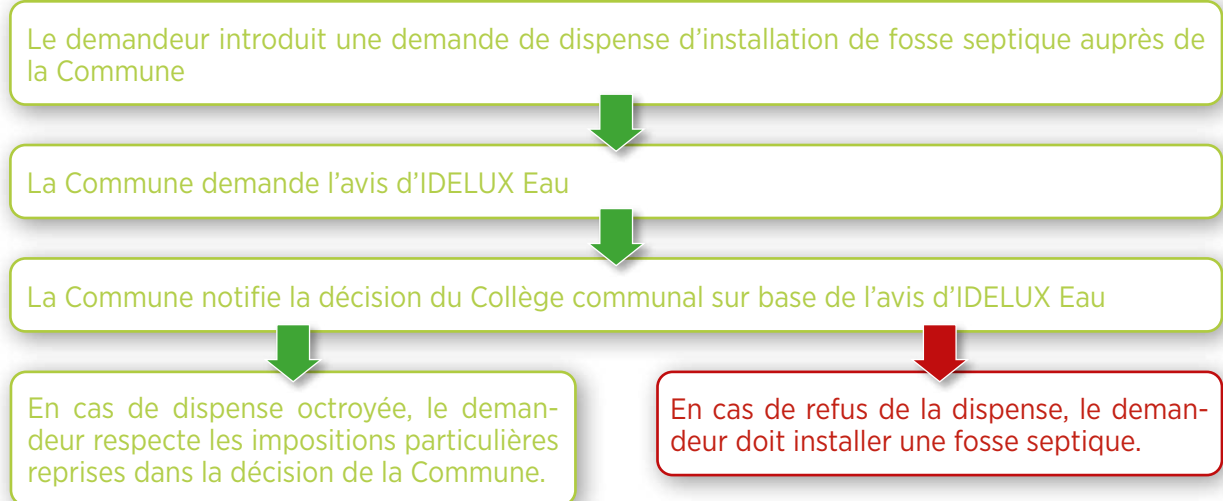 Le demandeur introduit une demande de dispense d’installation de fosse septique auprès de
la Commune
La Commune demande l’avis d’IDELUX Eau
La Commune notifie la décision du Collège communal sur base de l’avis d’IDELUX Eau
En cas de dispense octroyée, le deman-
deur respecte les impositions particulières
reprises dans la décision de la Commune.
En cas de refus de la dispense, le deman-
deur doit installer une fosse septique.